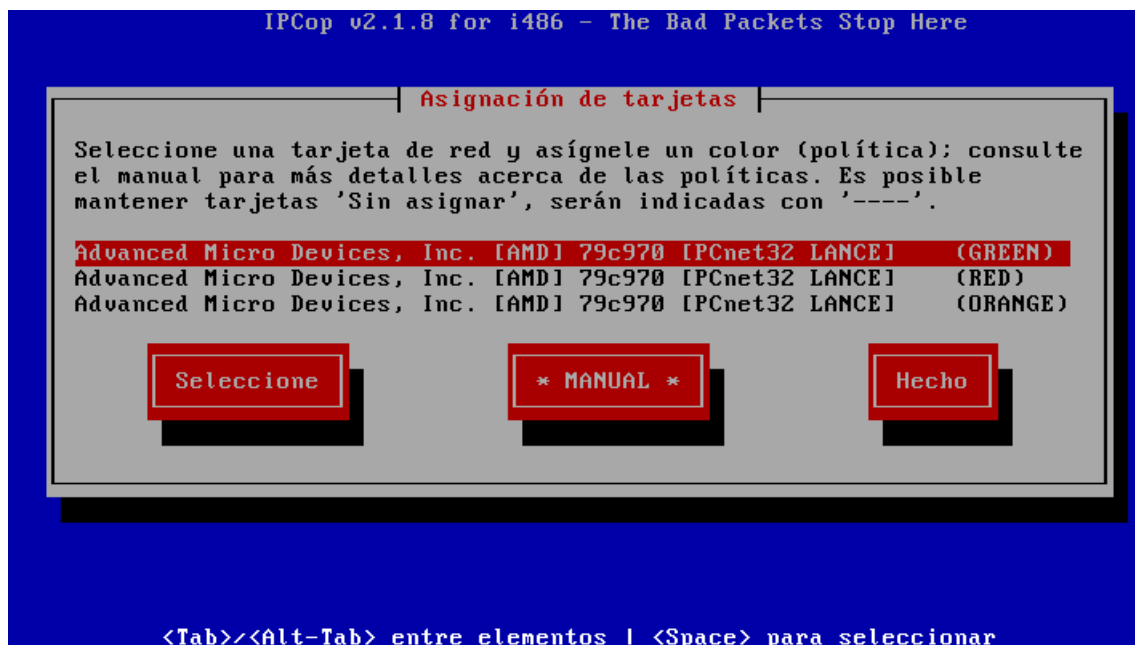 IPCop v2.1.8 for i486 - The Bad Packets Stop Here
Asignación de tarjetas
Seleccione una tarjeta de red y asígnele un color (política); consulte
el manual para más detalles acerca de las políticas. Es posible
mantener tarjetas 'Sin asignar', serán indicadas con '----'.
Advanced Micro Devices, Inc. [AMD] 79c970 [PCnet32 LANCE] (GREEN)
Advanced Micro Devices, Inc. [AMD] 79c970 [PCnet32 LANCE] (RED)
Advanced Micro Devices, Inc. [AMD] 79c970 [PCnet32 LANCE] (ORANGE)
Seleccione * MANUAL * Hecho
<Tab>/<Alt-Tab> entre elementos | <Space> para seleccionar